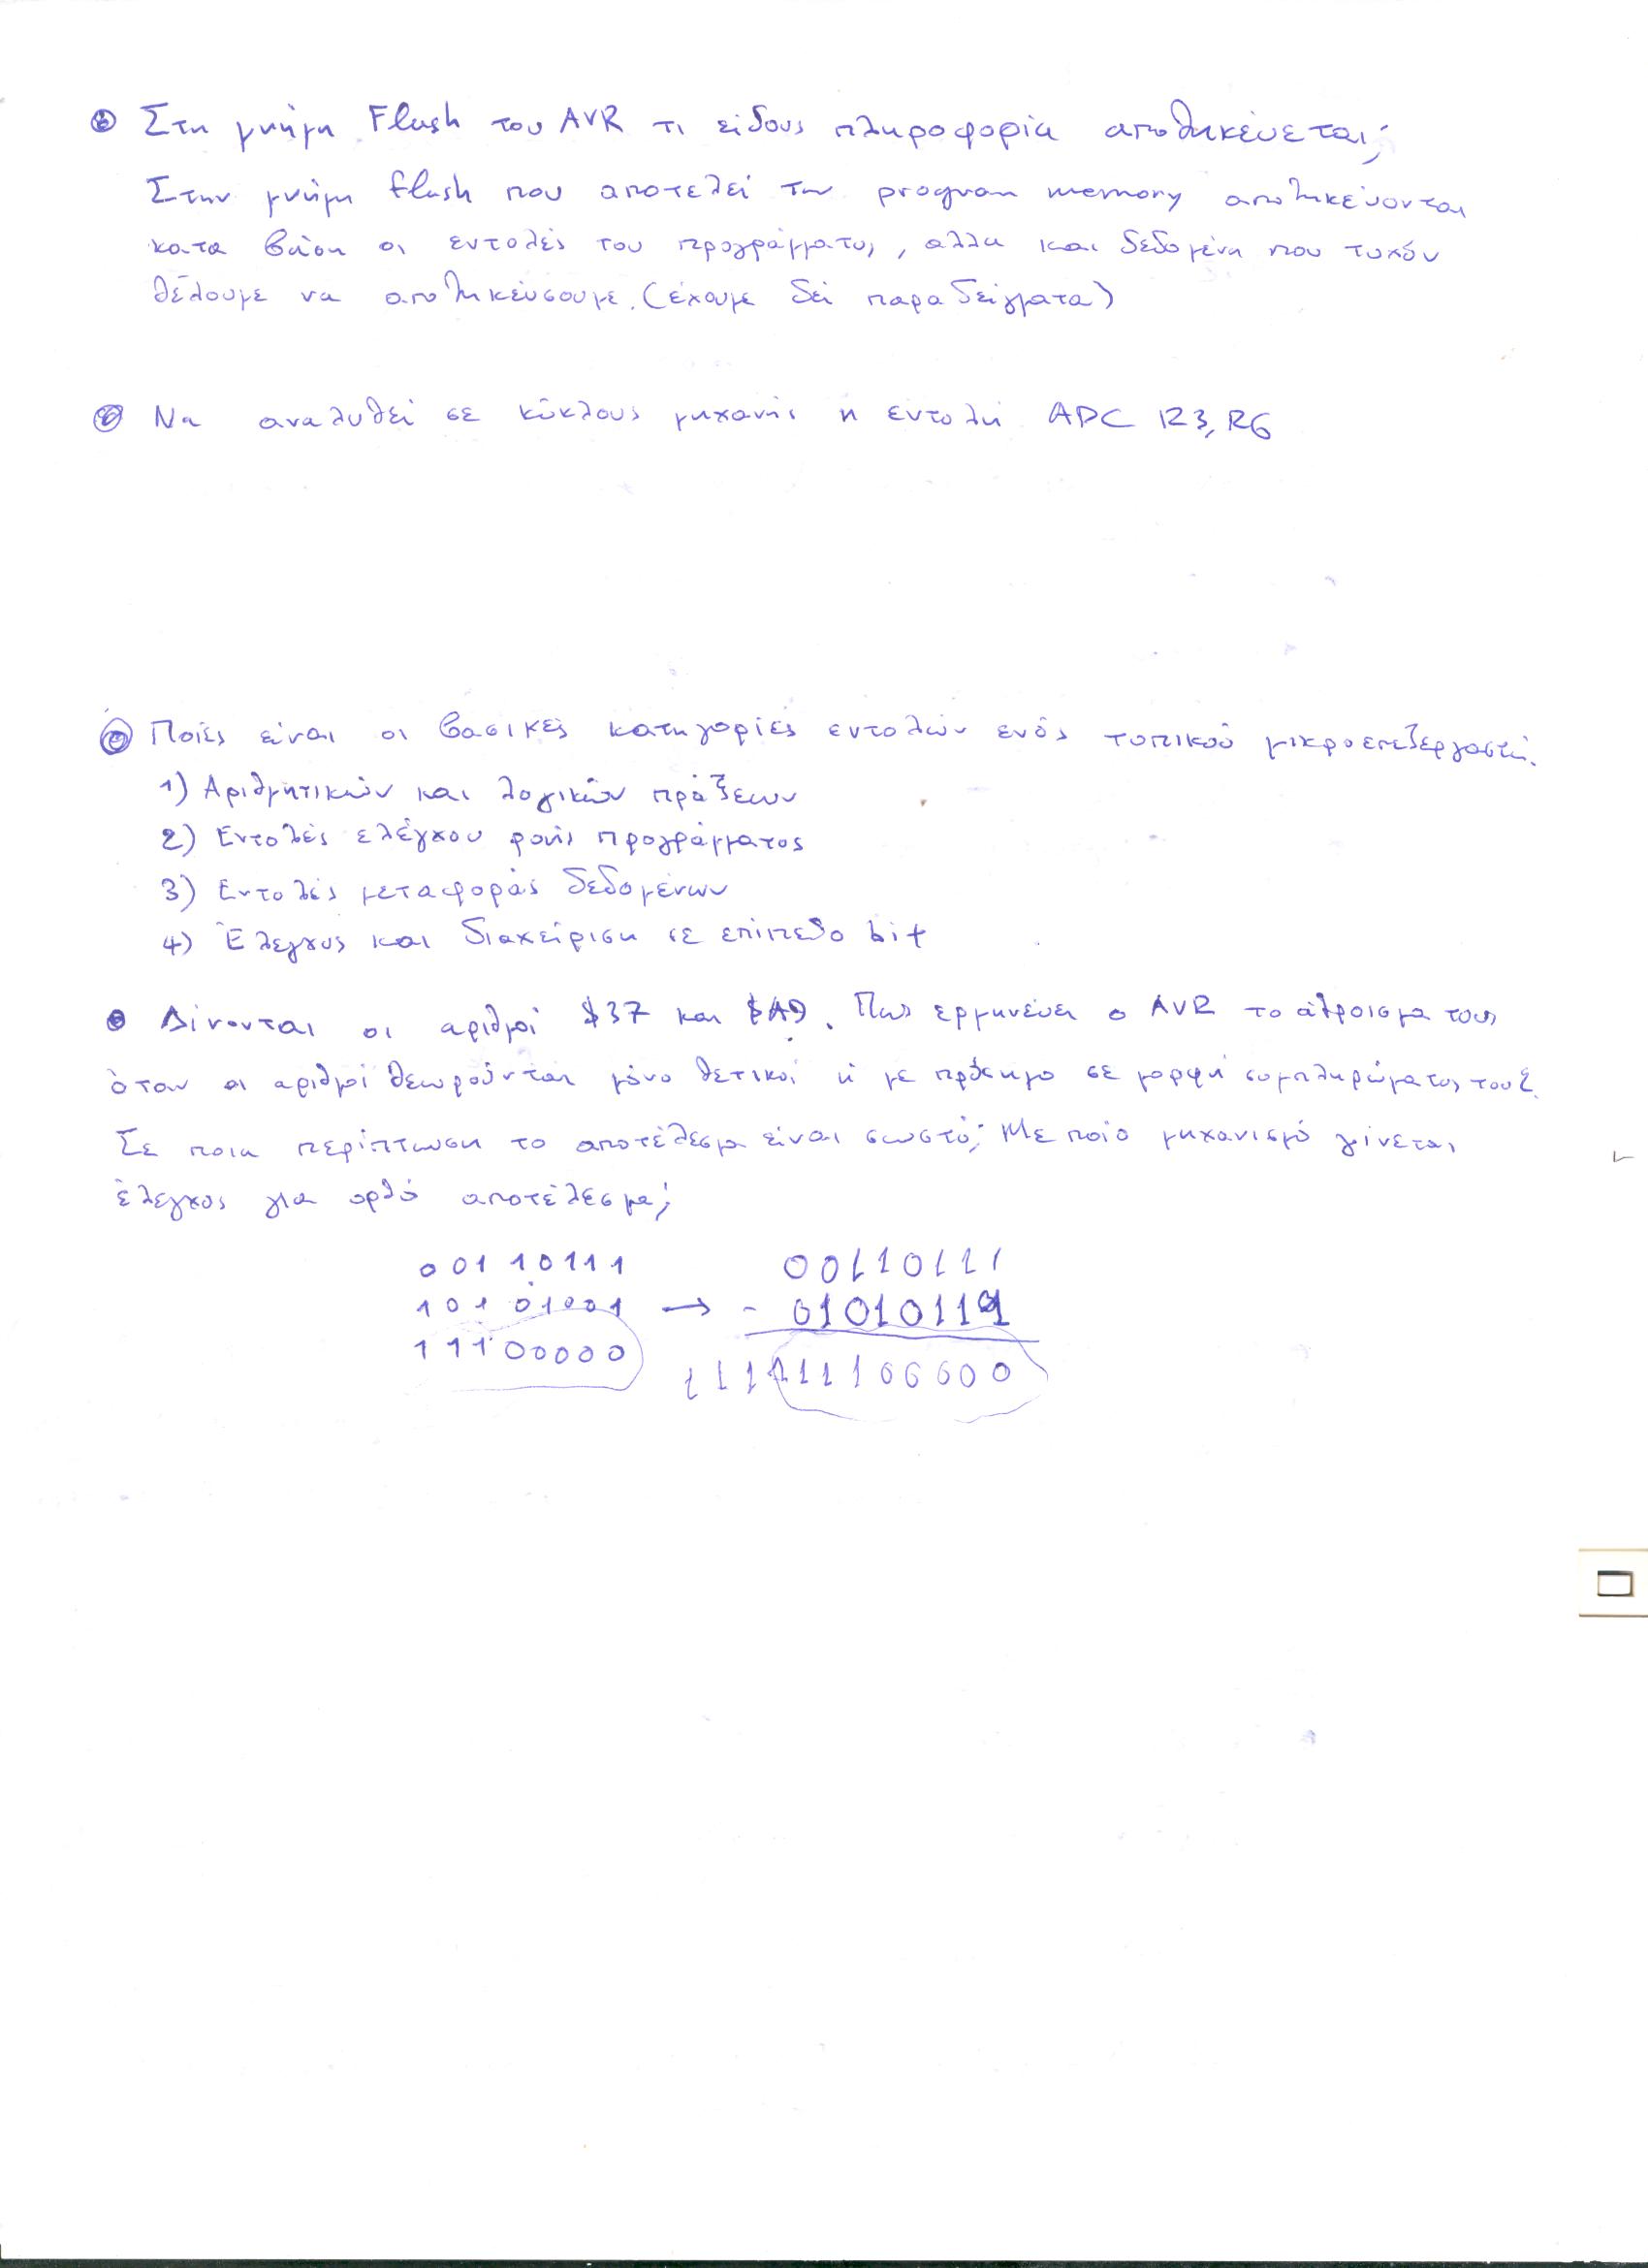 Στη μνήμη Flash του AVR τι είδους πληροφορία αποθηκεύεται;
Στην μνήμη flash που αποτελεί την program memory αποθηκεύονται
κατα βάση οι εντολές του προγράμματος, αλλα και δεδομένα που τυχόν
θέλουμε να αποθηκεύσουμε. (έχουμε δεί παραδείγματα)
Να αναλυθεί σε κύκλους μηχανής η εντολή ADC R3, R6
Ποιές είναι οι βασικές κατηγορίες εντολών ενός τυπικού μικροεπεξεργαστή.
1) Αριθμητικών και λογικών πράξεων
2) Εντολές ελέγχου ροής προγράμματος
3) Εντολές μεταφοράς δεδομένων
4) Έλεγχος και διαχείριση σε επίπεδο bit
Δίνονται οι αριθμοί $37 και $A9. Πως ερμηνεύει ο AVR το άθροισμα τους
όταν οι αριθμοί θεωρούνται μόνο θετικοί ή με πρόσημο σε μορφή συμπληρώματος του 2.
Σε ποια περίπτωση το αποτέλεσμα είναι σωστό; Με ποίο μηχανισμό γίνεται
έλεγχος για ορθό αποτέλεσμα;
00110111 00110111
10101001 → - 01010111
11100000 11111100000